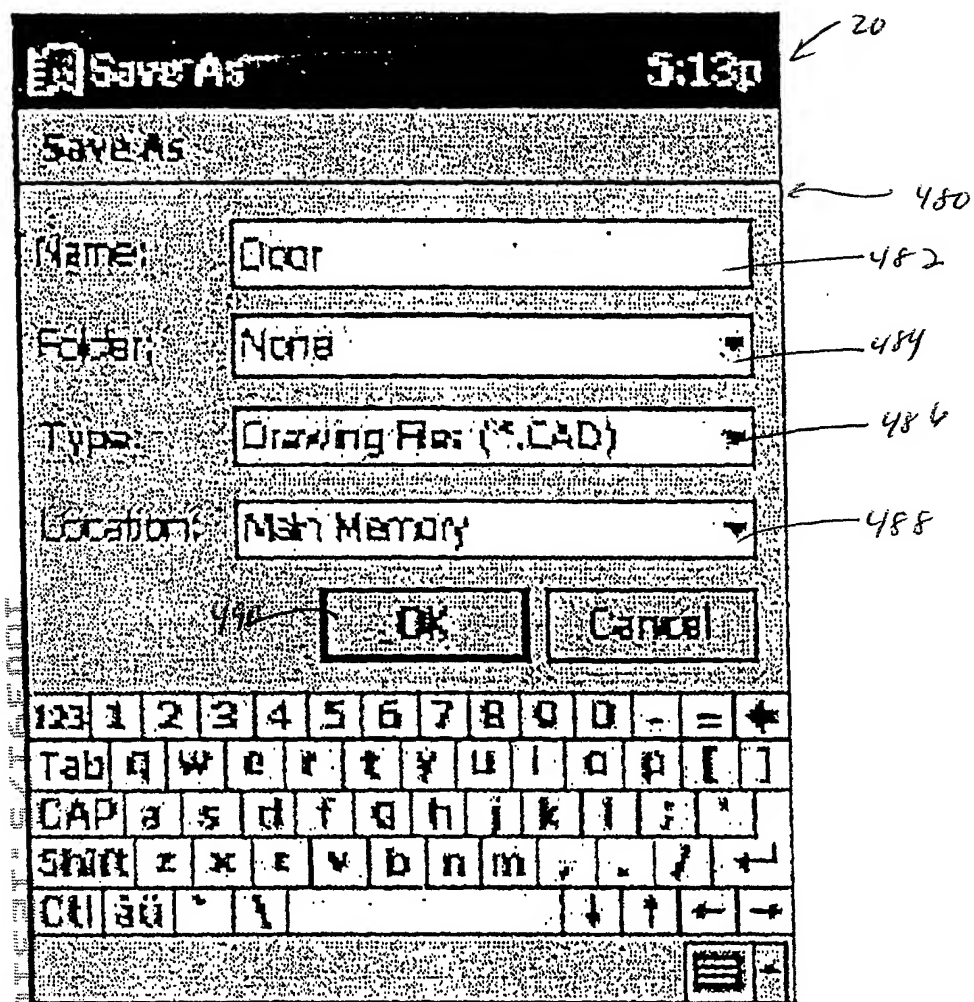 20
Save As 5:13p
Save As
480
Name: Door 482
Folder: None 484
Type: Drawing Files (*.CAD) 486
Location: Main Memory 488
490 OK Cancel
123 1 2 3 4 5 6 7 8 9 0 - = ←
Tab q w e r t y u i o p [ ]
CAP a s d f g h j k l ; '
Shift z x c v b n m , . / ↵
Ctl áü ` \ ↓ ↑ ← →